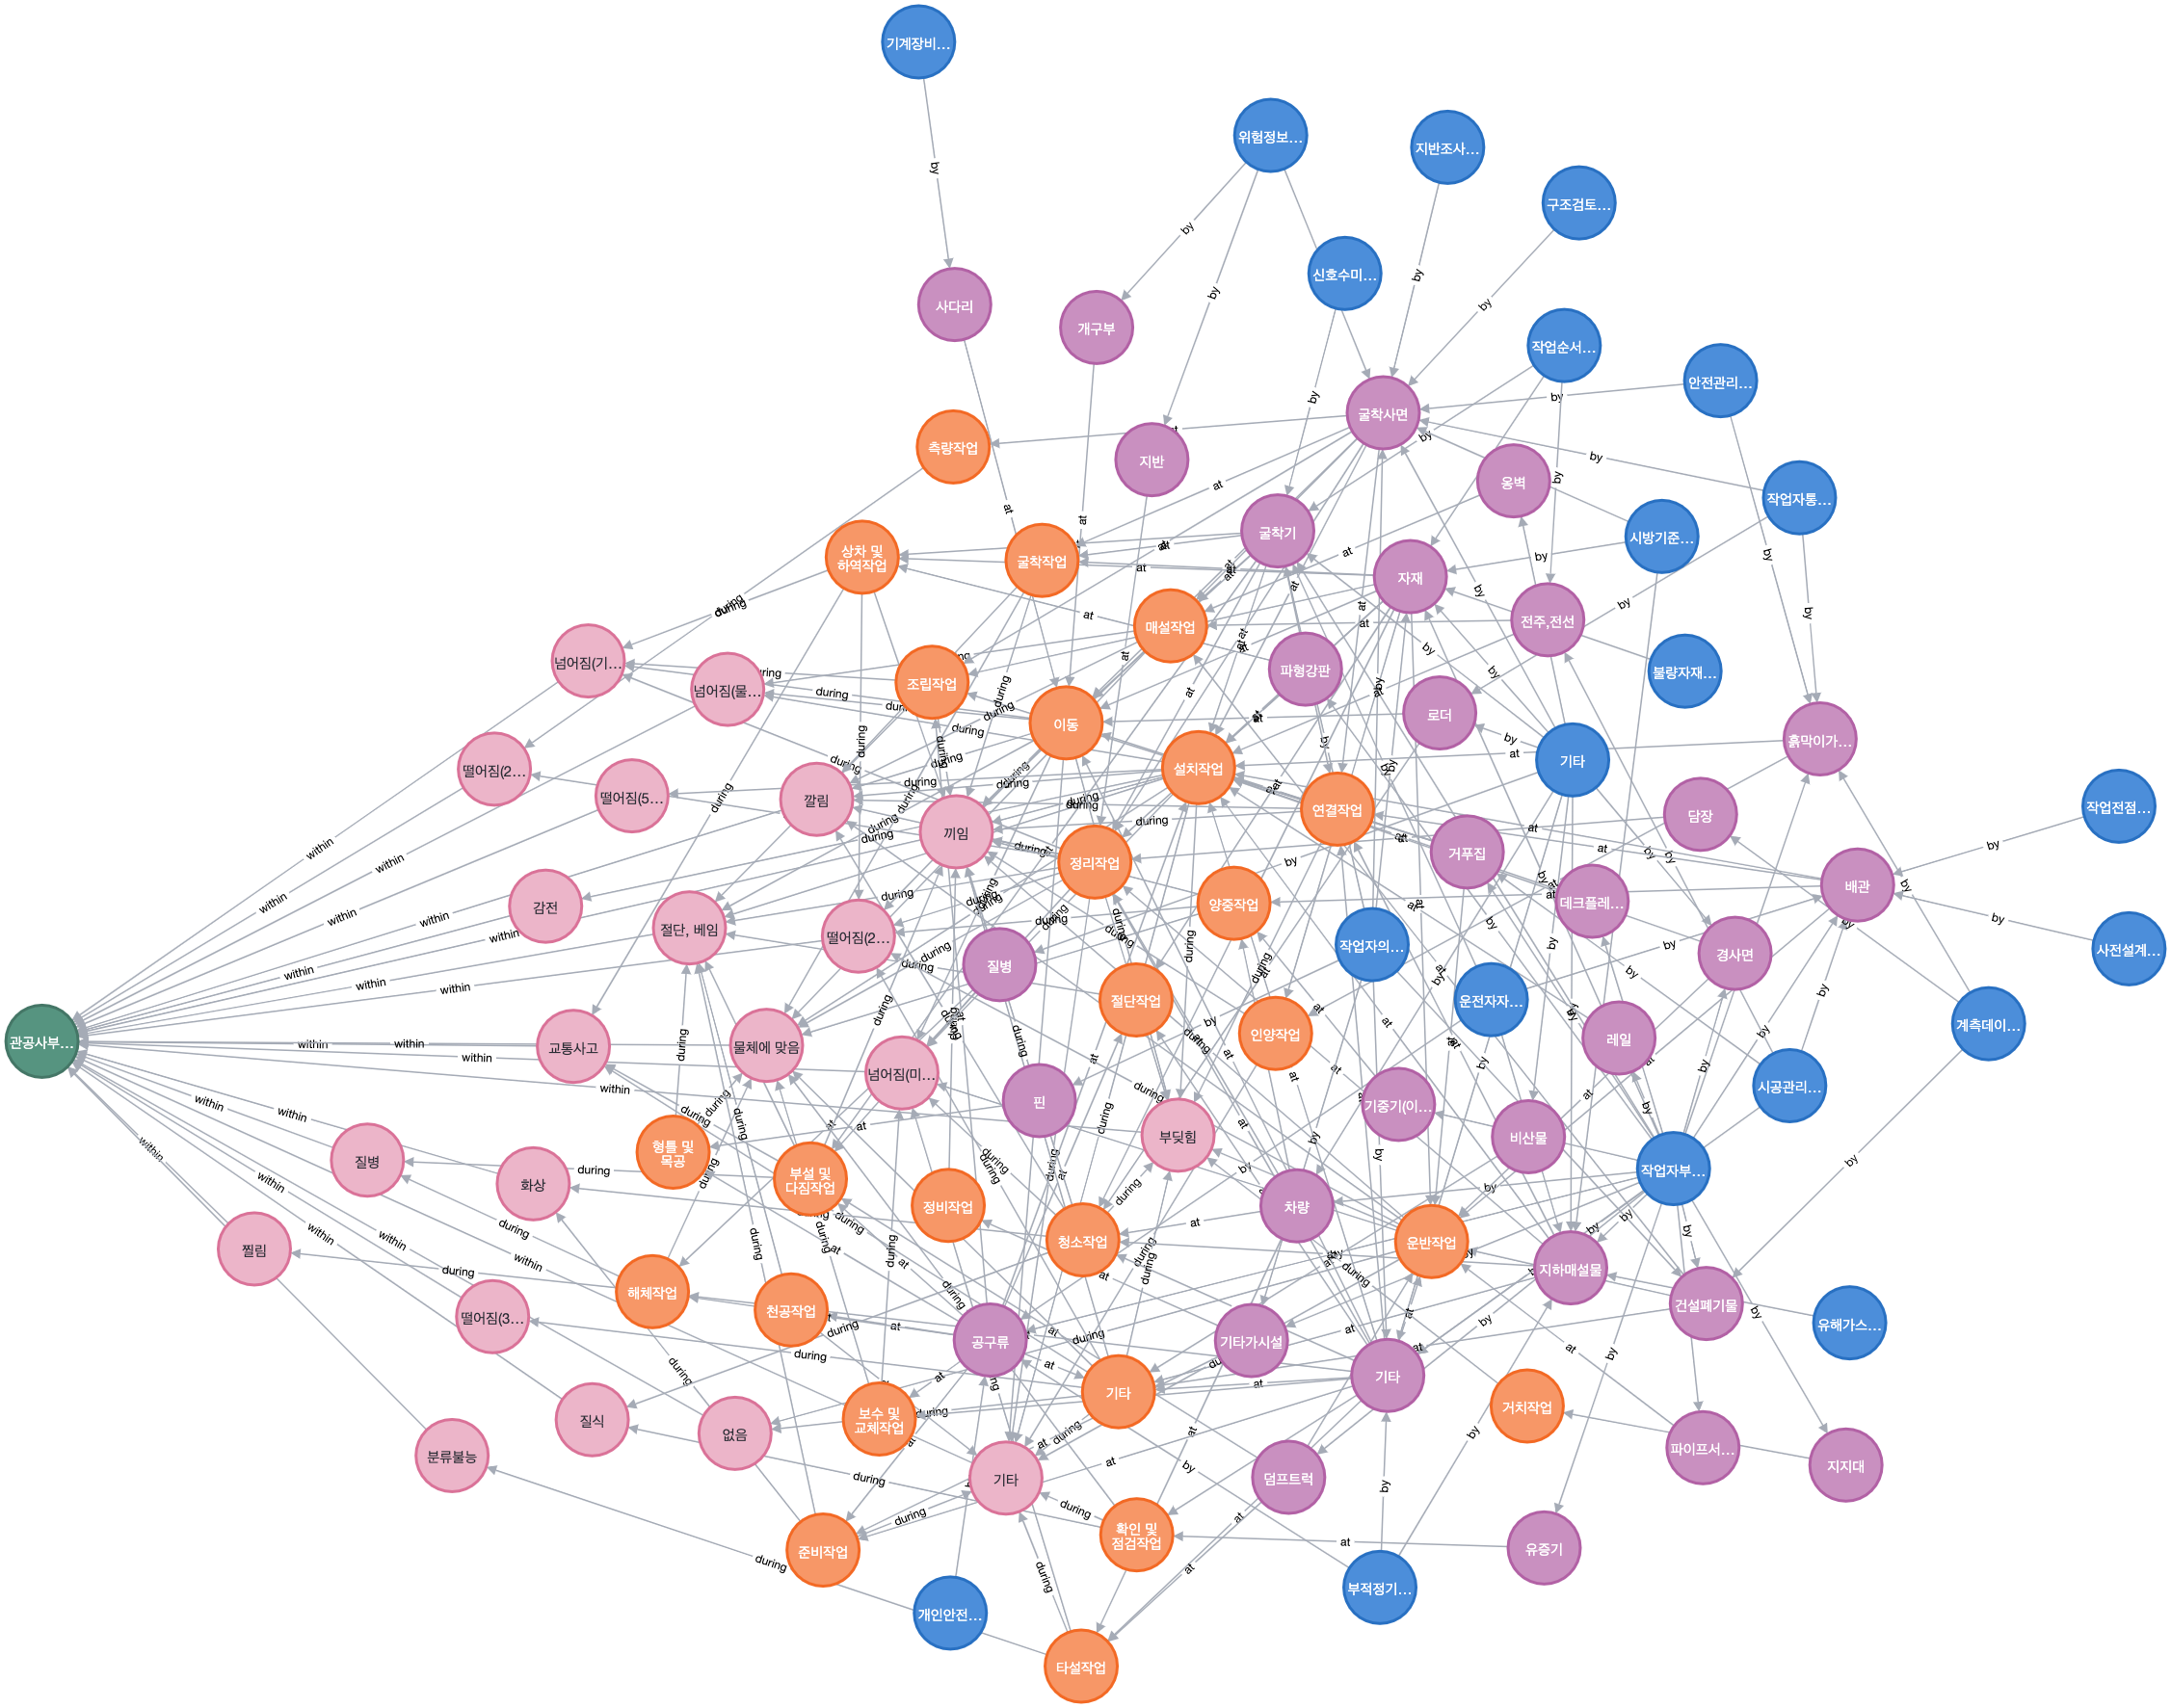 기계장비...
위험정보...
지반조사...
구조검토...
신호수미...
사다리
개구부
작업순서...
안전관리...
굴착사면
측량작업
지반
옹벽
작업자통...
굴착기
시방기준...
상차 및
하역작업
굴착작업
자재
매설작업
전주,전선
넘어짐(기...
넘어짐(물...
조립작업
파형강판
불량자재...
이동
로더
흙막이가...
떨어짐(2...
떨어짐(5...
깔림
설치작업
기타
끼임
연결작업
담장
작업전점...
정리작업
거푸집
감전
절단, 베임
떨어짐(2...
양중작업
데크플레...
배관
질병
작업자의...
경사면
사전설계...
절단작업
운전자자...
관공사부...
교통사고
물체에 맞음
넘어짐(미...
인양작업
레일
계측데이...
핀
기중기(이...
시공관리...
질병
형틀 및
목공
부설 및
다짐작업
부딪힘
비산물
작업자부...
화상
정비작업
차량
찔림
해체작업
천공작업
청소작업
운반작업
지하매설물
떨어짐(3...
공구류
기타가시설
건설폐기물
유해가스...
질식
없음
보수 및
교체작업
기타
기타
거치작업
분류불능
기타
덤프트럭
파이프서...
지지대
준비작업
확인 및
점검작업
유증기
개인안전...
부적정기...
타설작업
by
at
during
within